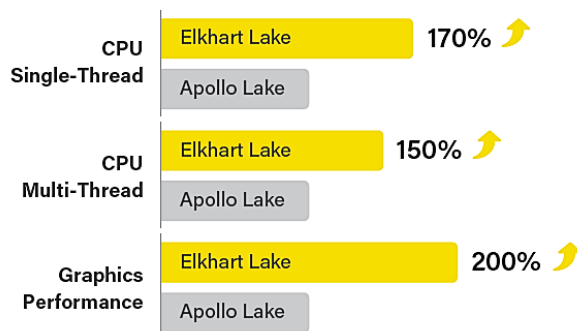 CPU
Single-Thread
Elkhart Lake
170%
Apollo Lake
CPU
Multi-Thread
Elkhart Lake
150%
Apollo Lake
Graphics
Performance
Elkhart Lake
200%
Apollo Lake